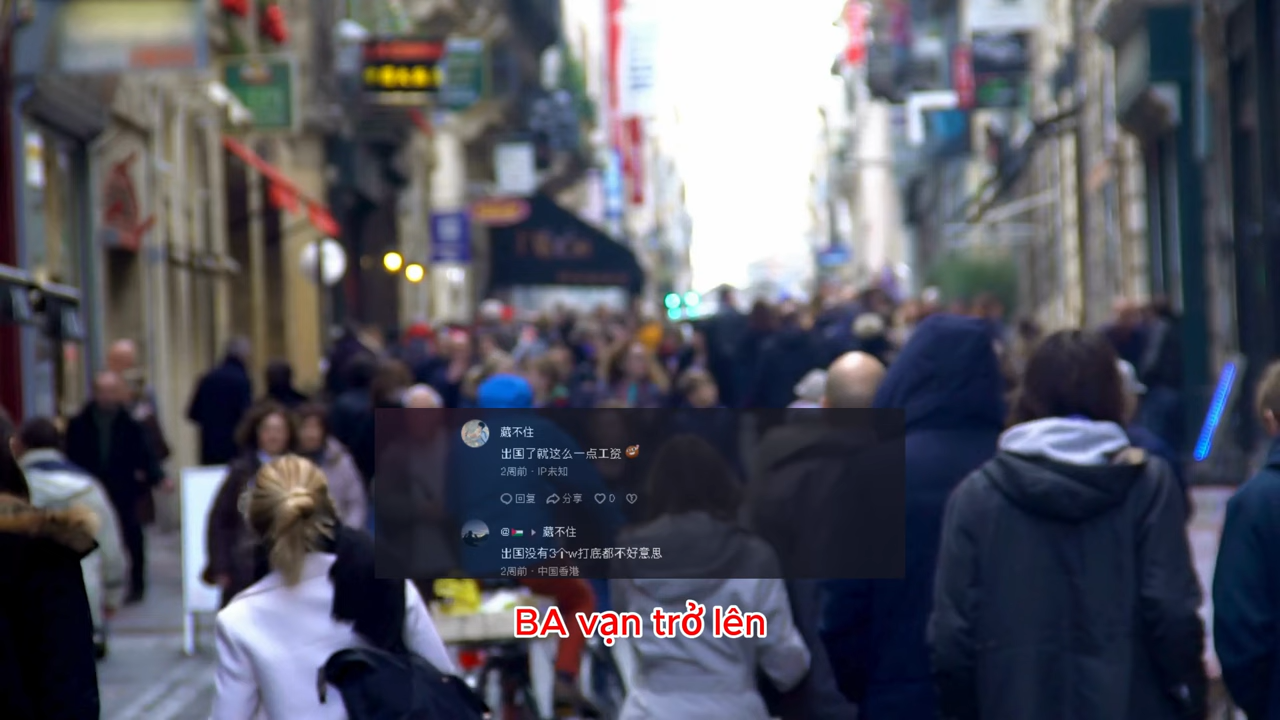 藏不住
出国了就这么一点工资
2周前 · IP未知
回复 分享 0
@ 藏不住
出国没有3个w打底都不好意思
2周前 · 中国香港
BA vạn trở lên